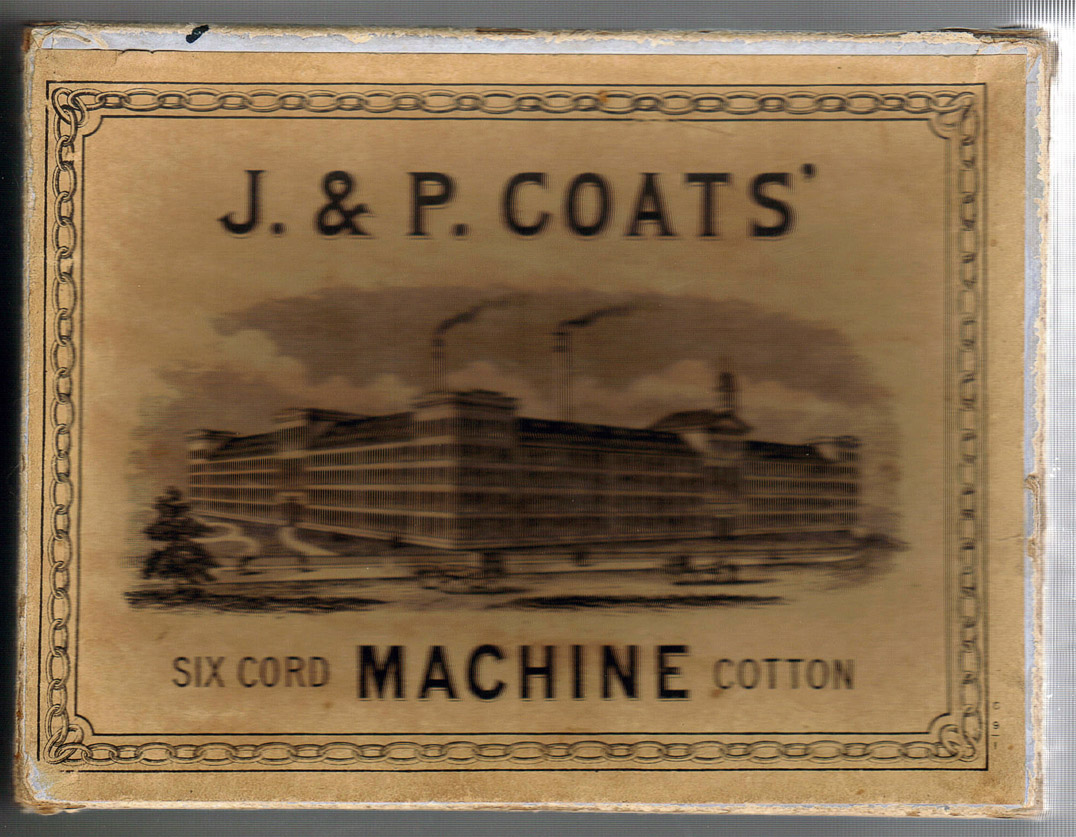 J. & P. COATS'
SIX CORD MACHINE COTTON